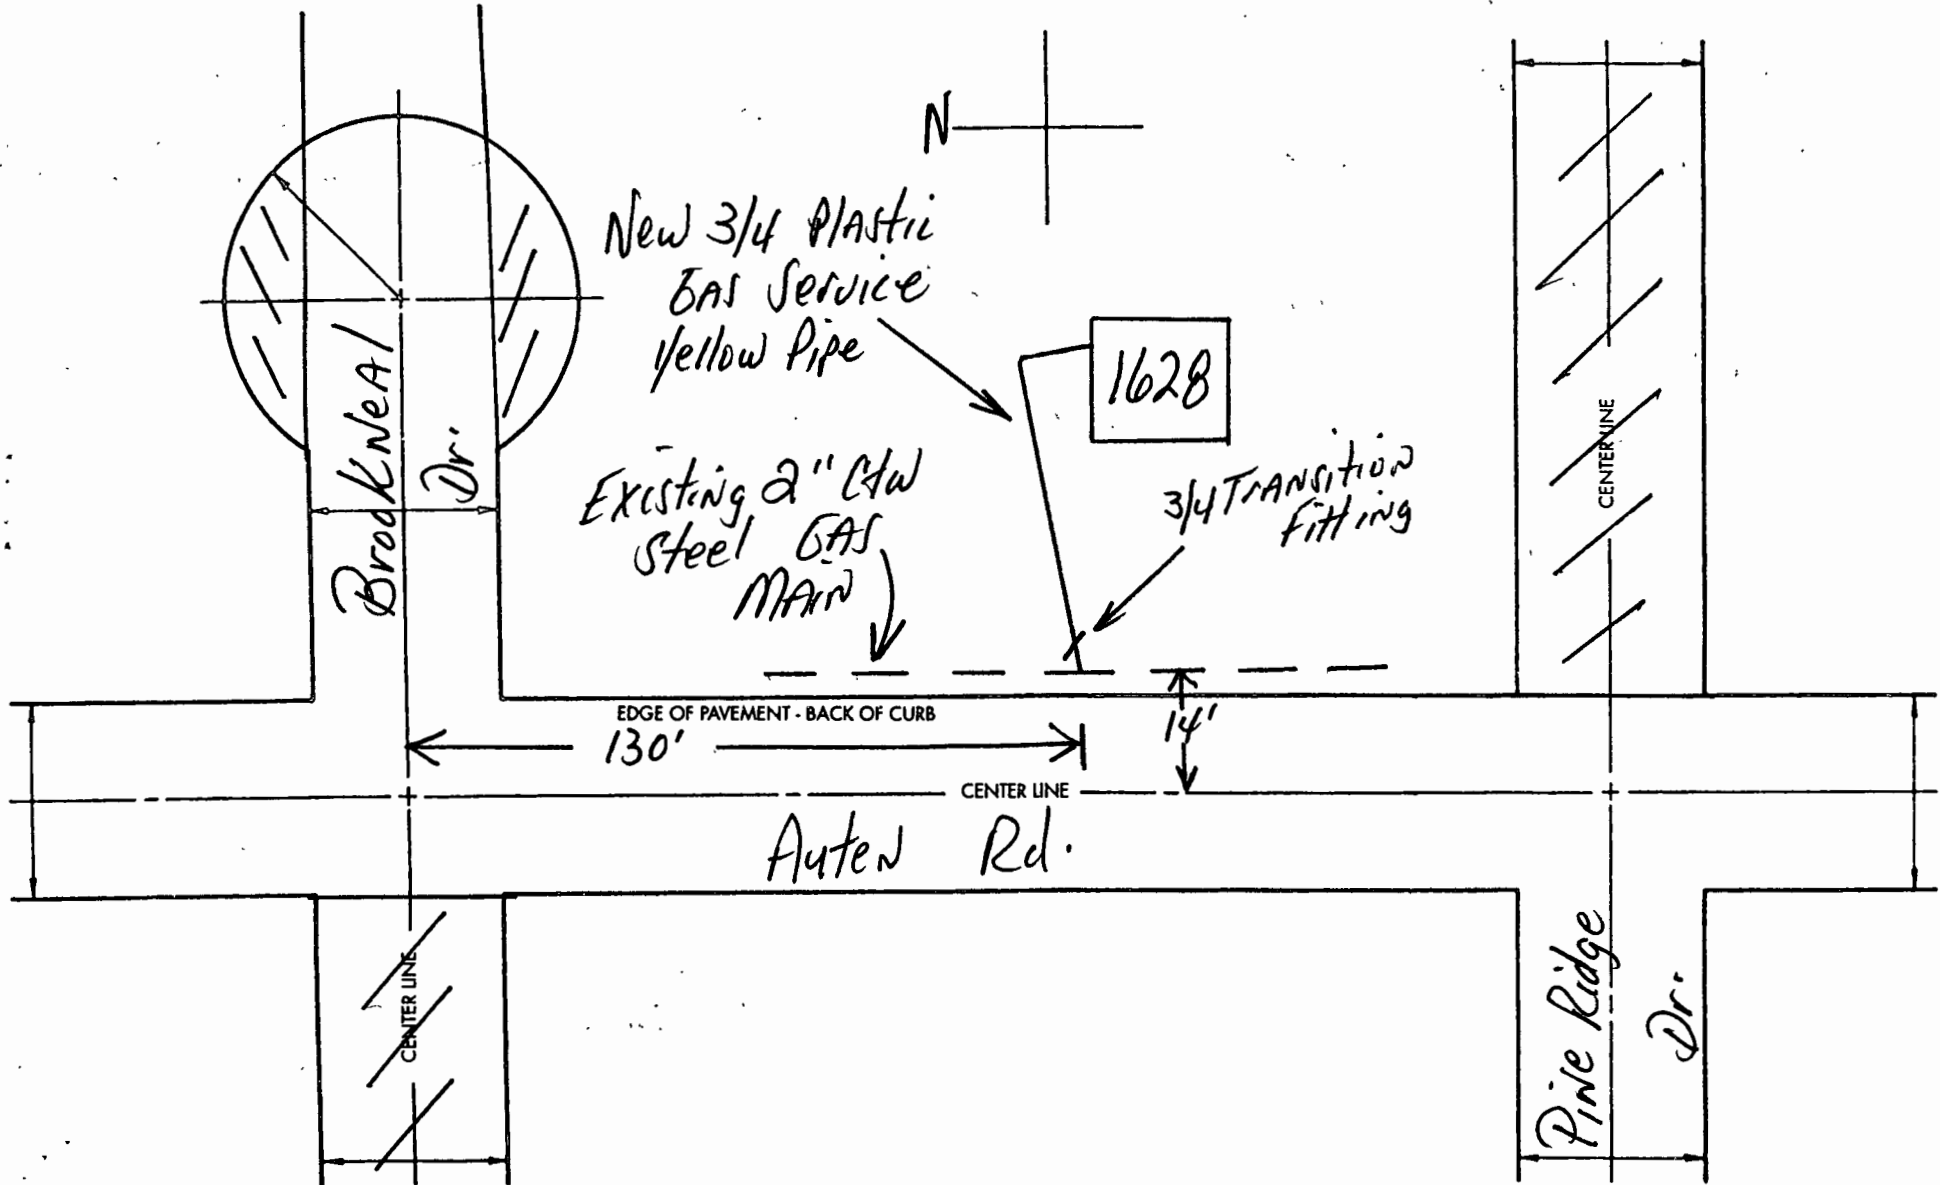 N
New 3/4 Plastic
GAS Service
Yellow Pipe
1628
BrookNeal
Dr.
Existing 2" C+W
Steel GAS
MAIN
3/4 Transition
Fitting
CENTER LINE
EDGE OF PAVEMENT - BACK OF CURB
130'
14'
CENTER LINE
Auten Rd.
CENTER LINE
Pine Ridge
Dr.